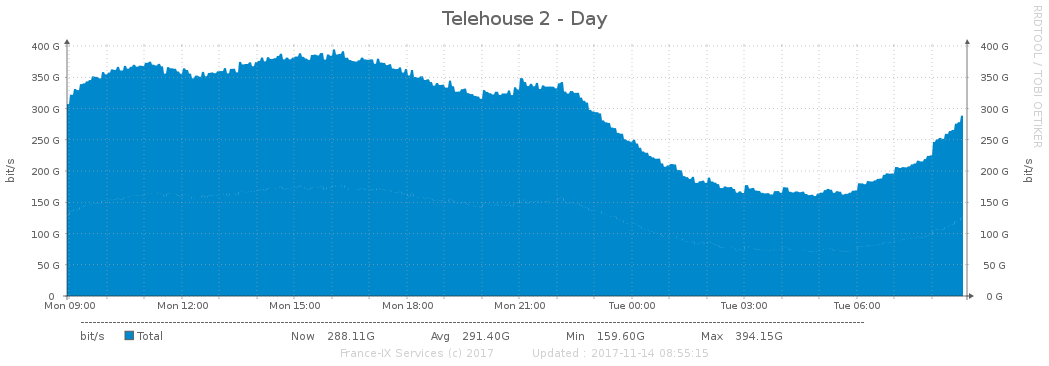 Telehouse 2 - Day
RRDTOOL / TOBI OETIKER
400 G 400 G
350 G 350 G
300 G 300 G
250 G 250 G
200 G 200 G
150 G 150 G
100 G 100 G
50 G 50 G
0 0 G
bit/s bit/s
Mon 09:00 Mon 12:00 Mon 15:00 Mon 18:00 Mon 21:00 Tue 00:00 Tue 03:00 Tue 06:00
bit/s Total Now 288.11G Avg 291.40G Min 159.60G Max 394.15G
France-IX Services (c) 2017 Updated : 2017-11-14 08:55:15